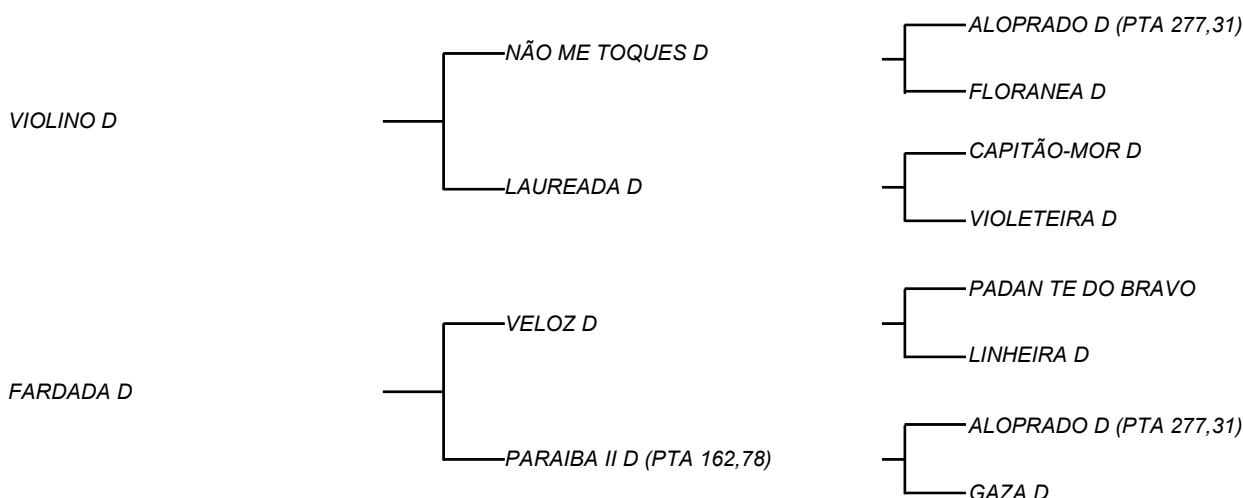 ALOPRADO D (PTA 277,31)
NÃO ME TOQUES D
FLORANEA D
VIOLINO D
CAPITÃO-MOR D
LAUREADA D
VIOLETEIRA D
PADAN TE DO BRAVO
VELOZ D
LINHEIRA D
FARDADA D
ALOPRADO D (PTA 277,31)
PARAIBA II D (PTA 162,78)
GAZA D